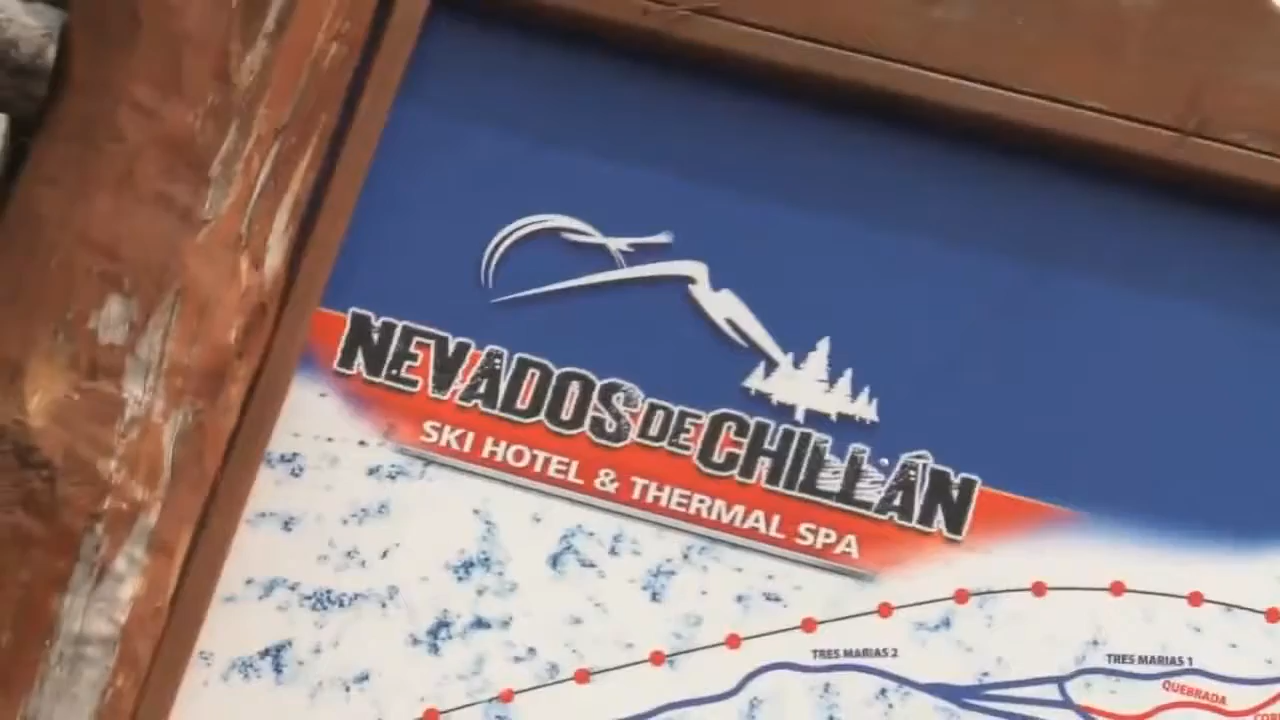 NEVADOS DE CHILLÁN
SKI HOTEL & THERMAL SPA
TRES MARIAS 2
TRES MARIAS 1
QUEBRADA